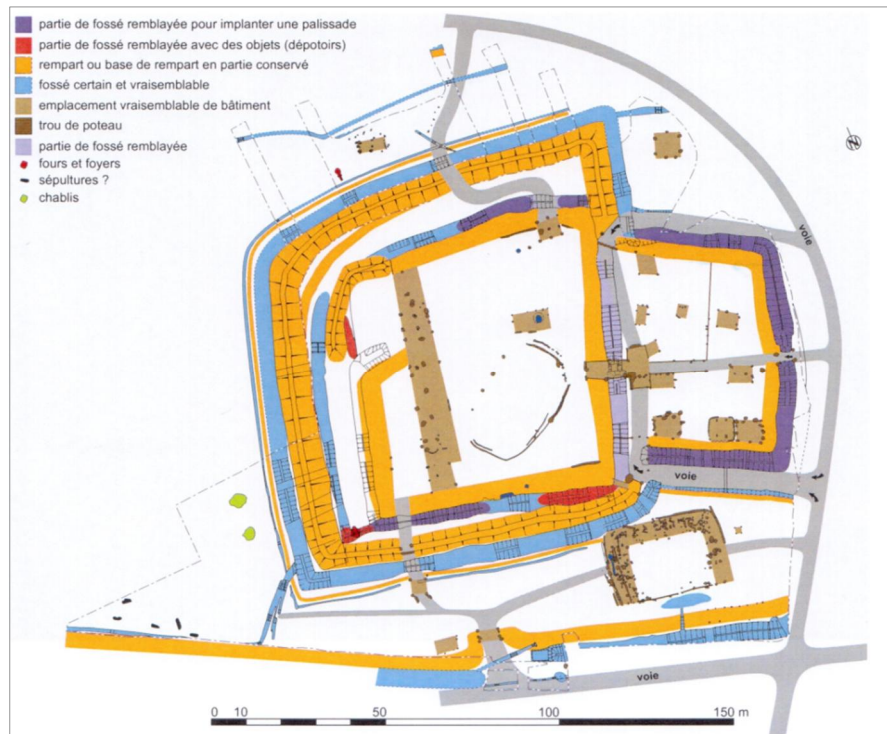 partie de fossé remblayée pour implanter une palissade
partie de fossé remblayée avec des objets (dépotoirs)
rempart ou base de rempart en partie conservé
fossé certain et vraisemblable
emplacement vraisemblable de bâtiment
trou de poteau
partie de fossé remblayée
fours et foyers
sépultures ?
chablis
N
voie
voie
voie
0 10 50 100 150 m